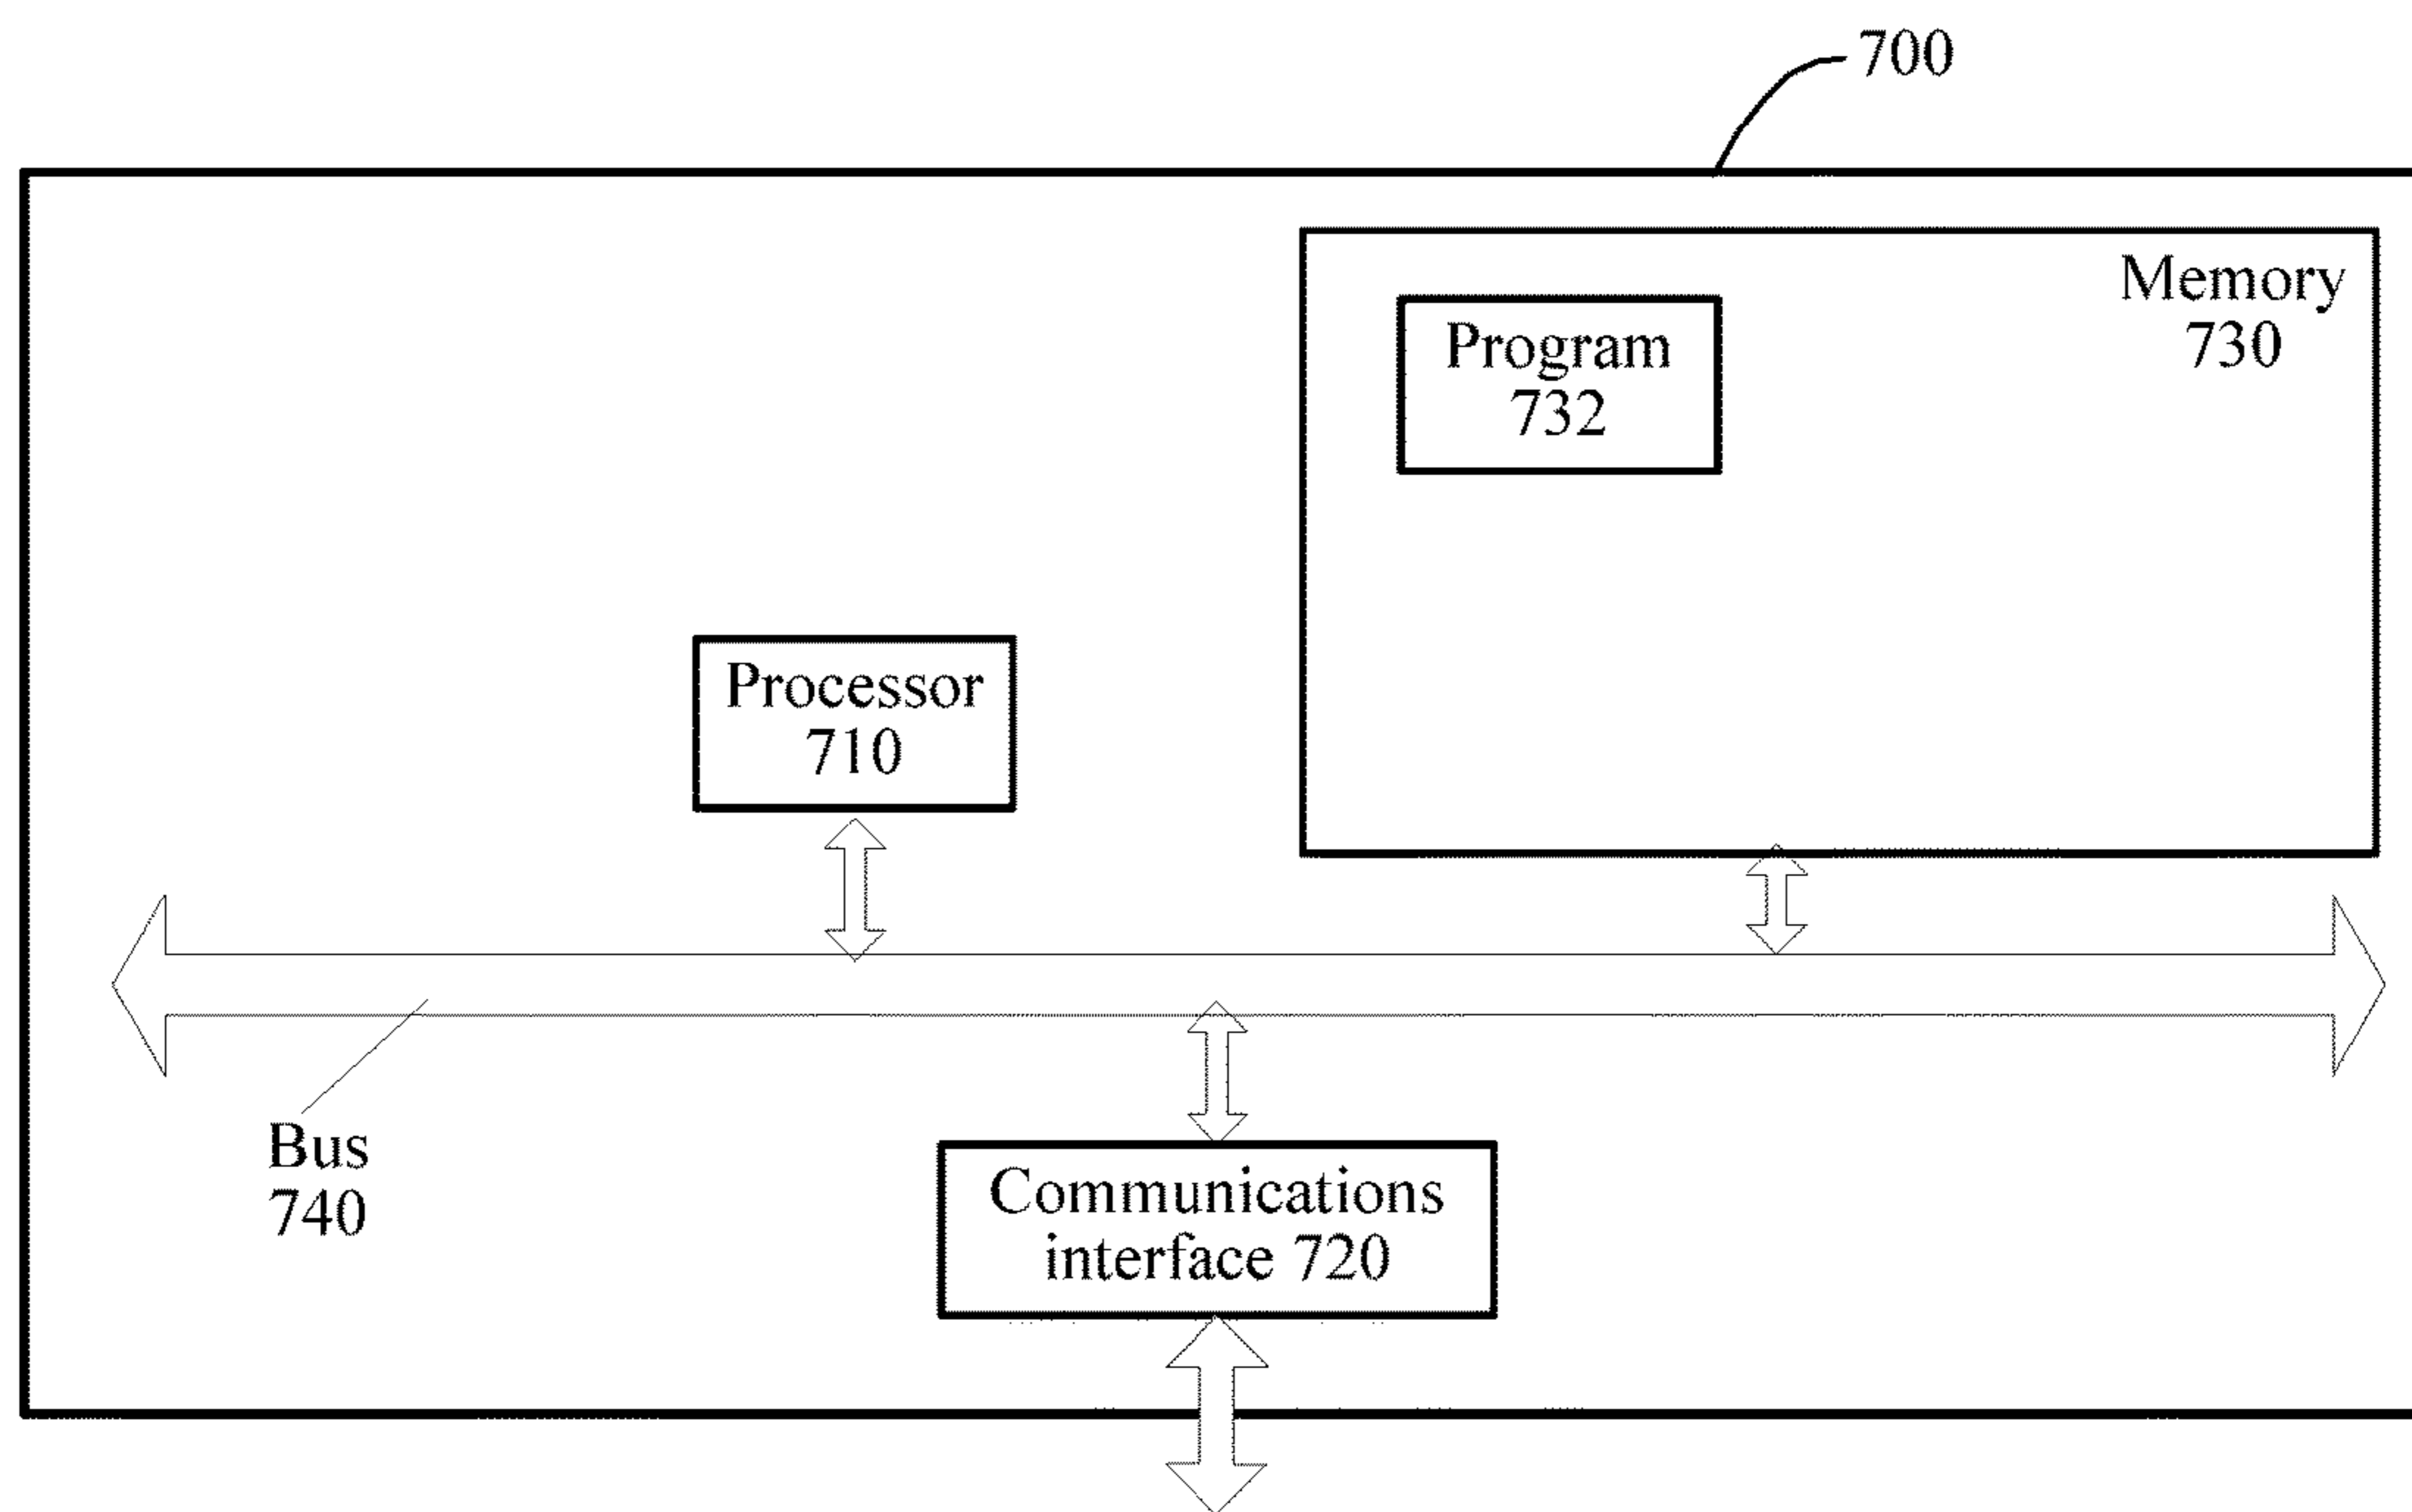 700
Memory
730
Program
732
Processor
710
Bus
740
Communications
interface 720